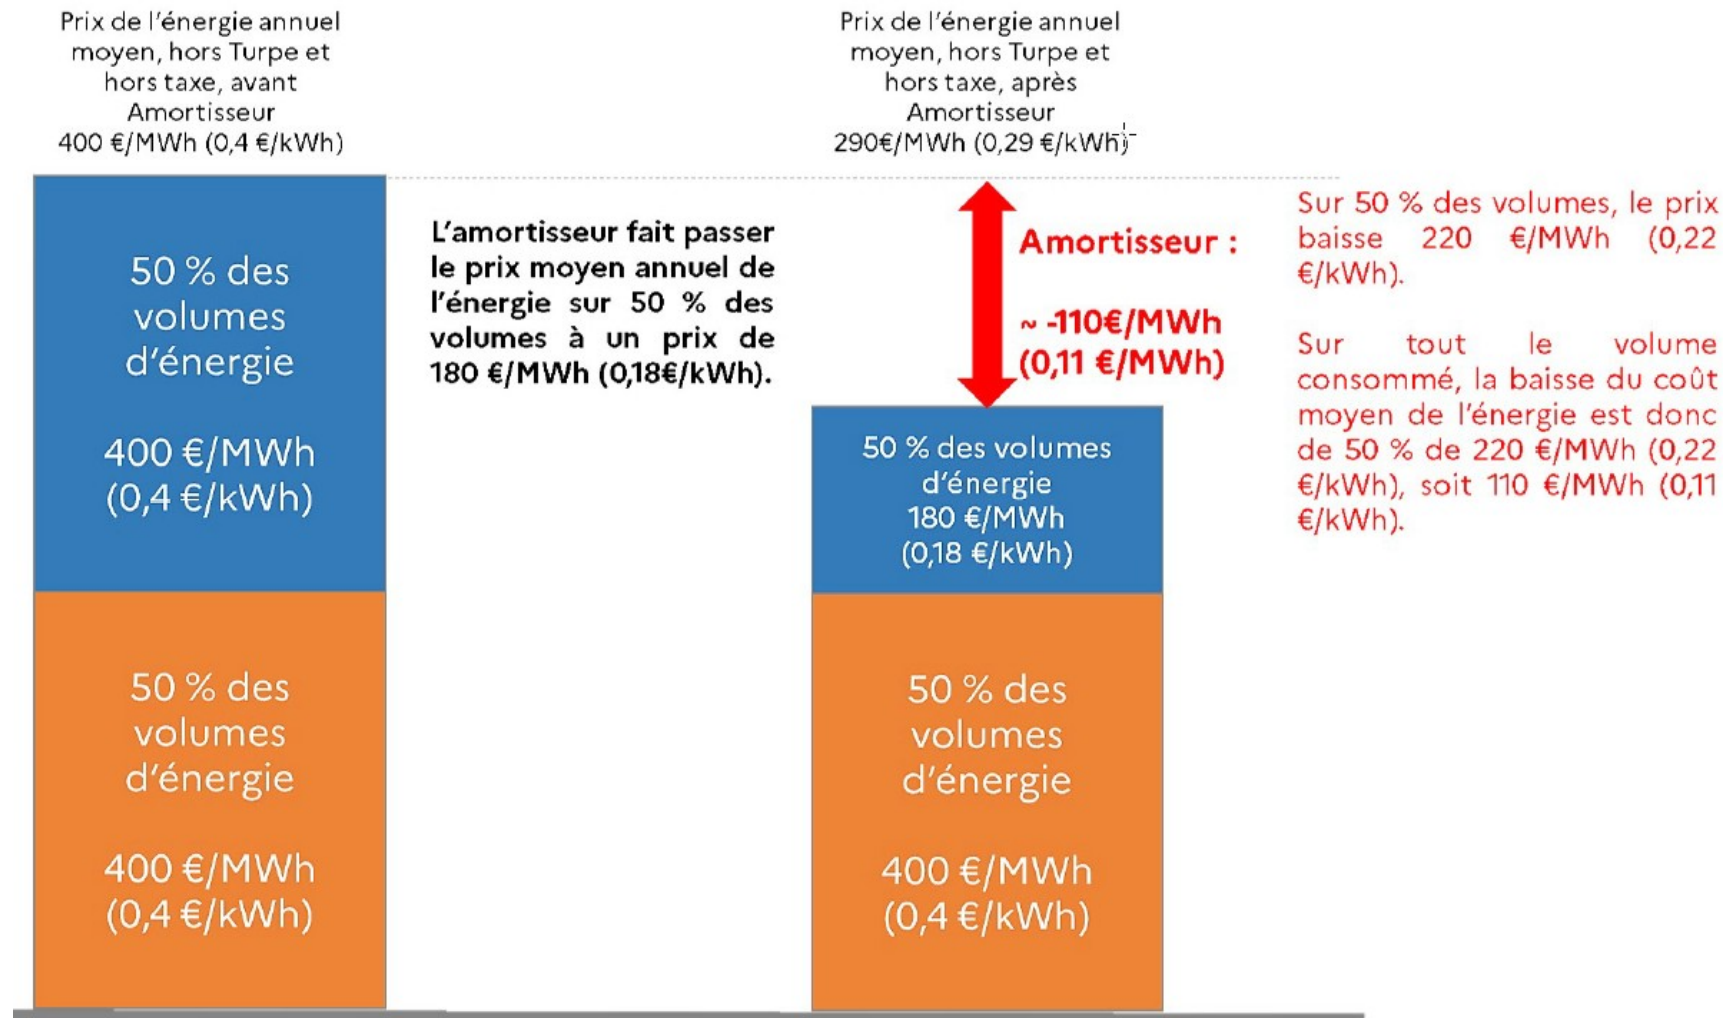 Prix de l'énergie annuel
moyen, hors Turpe et
hors taxe, avant
Amortisseur
400 €/MWh (0,4 €/kWh)
50 % des
volumes
d'énergie
400 €/MWh
(0,4 €/kWh)
50 % des
volumes
d'énergie
400 €/MWh
(0,4 €/kWh)
L'amortisseur fait passer
le prix moyen annuel de
l'énergie sur 50 % des
volumes à un prix de
180 €/MWh (0,18€/kWh).
Prix de l'énergie annuel
moyen, hors Turpe et
hors taxe, après
Amortisseur
290€/MWh (0,29 €/kWh)
Amortisseur :
~ -110€/MWh
(0,11 €/MWh)
50 % des volumes
d'énergie
180 €/MWh
(0,18 €/kWh)
50 % des
volumes
d'énergie
400 €/MWh
(0,4 €/kWh)
Sur 50 % des volumes, le prix
baisse 220 €/MWh (0,22
€/kWh).
Sur tout le volume
consommé, la baisse du coût
moyen de l'énergie est donc
de 50 % de 220 €/MWh (0,22
€/kWh), soit 110 €/MWh (0,11
€/kWh).